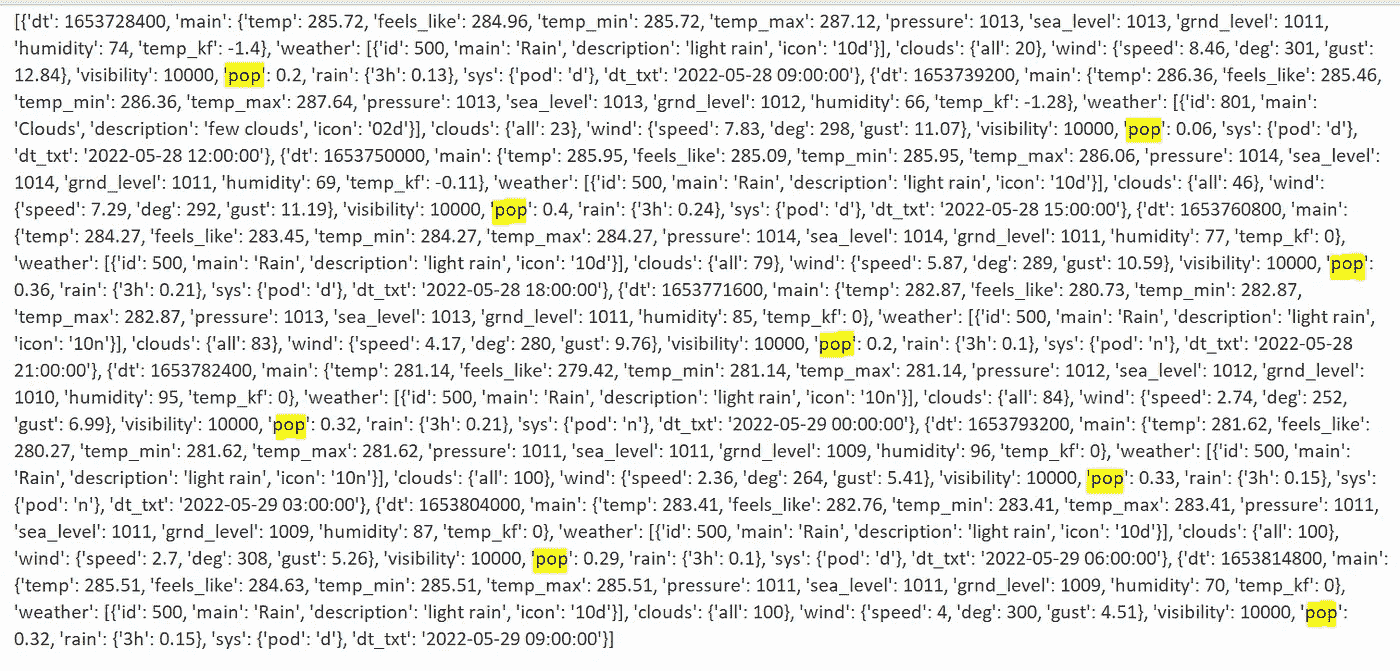 [{'dt': 1653728400, 'main': {'temp': 285.72, 'feels_like': 284.96, 'temp_min': 285.72, 'temp_max': 287.12, 'pressure': 1013, 'sea_level': 1013, 'grnd_level': 1011,
'humidity': 74, 'temp_kf': -1.4}, 'weather': [{'id': 500, 'main': 'Rain', 'description': 'light rain', 'icon': '10d'}], 'clouds': {'all': 20}, 'wind': {'speed': 8.46, 'deg': 301, 'gust':
12.84}, 'visibility': 10000, 'pop': 0.2, 'rain': {'3h': 0.13}, 'sys': {'pod': 'd'}, 'dt_txt': '2022-05-28 09:00:00'}, {'dt': 1653739200, 'main': {'temp': 286.36, 'feels_like': 285.46,
'temp_min': 286.36, 'temp_max': 287.64, 'pressure': 1013, 'sea_level': 1013, 'grnd_level': 1012, 'humidity': 66, 'temp_kf': -1.28}, 'weather': [{'id': 801, 'main':
'Clouds', 'description': 'few clouds', 'icon': '02d'}], 'clouds': {'all': 23}, 'wind': {'speed': 7.83, 'deg': 298, 'gust': 11.07}, 'visibility': 10000, 'pop': 0.06, 'sys': {'pod': 'd'},
'dt_txt': '2022-05-28 12:00:00'}, {'dt': 1653750000, 'main': {'temp': 285.95, 'feels_like': 285.09, 'temp_min': 285.95, 'temp_max': 286.06, 'pressure': 1014, 'sea_level':
1014, 'grnd_level': 1011, 'humidity': 69, 'temp_kf': -0.11}, 'weather': [{'id': 500, 'main': 'Rain', 'description': 'light rain', 'icon': '10d'}], 'clouds': {'all': 46}, 'wind':
{'speed': 7.29, 'deg': 292, 'gust': 11.19}, 'visibility': 10000, 'pop': 0.4, 'rain': {'3h': 0.24}, 'sys': {'pod': 'd'}, 'dt_txt': '2022-05-28 15:00:00'}, {'dt': 1653760800, 'main':
{'temp': 284.27, 'feels_like': 283.45, 'temp_min': 284.27, 'temp_max': 284.27, 'pressure': 1014, 'sea_level': 1014, 'grnd_level': 1011, 'humidity': 77, 'temp_kf': 0},
'weather': [{'id': 500, 'main': 'Rain', 'description': 'light rain', 'icon': '10d'}], 'clouds': {'all': 79}, 'wind': {'speed': 5.87, 'deg': 289, 'gust': 10.59}, 'visibility': 10000, 'pop':
0.36, 'rain': {'3h': 0.21}, 'sys': {'pod': 'd'}, 'dt_txt': '2022-05-28 18:00:00'}, {'dt': 1653771600, 'main': {'temp': 282.87, 'feels_like': 280.73, 'temp_min': 282.87,
'temp_max': 282.87, 'pressure': 1013, 'sea_level': 1013, 'grnd_level': 1011, 'humidity': 85, 'temp_kf': 0}, 'weather': [{'id': 500, 'main': 'Rain', 'description': 'light rain',
'icon': '10n'}], 'clouds': {'all': 83}, 'wind': {'speed': 4.17, 'deg': 280, 'gust': 9.76}, 'visibility': 10000, 'pop': 0.2, 'rain': {'3h': 0.1}, 'sys': {'pod': 'n'}, 'dt_txt': '2022-05-28
21:00:00'}, {'dt': 1653782400, 'main': {'temp': 281.14, 'feels_like': 279.42, 'temp_min': 281.14, 'temp_max': 281.14, 'pressure': 1012, 'sea_level': 1012, 'grnd_level':
1010, 'humidity': 95, 'temp_kf': 0}, 'weather': [{'id': 500, 'main': 'Rain', 'description': 'light rain', 'icon': '10n'}], 'clouds': {'all': 84}, 'wind': {'speed': 2.74, 'deg': 252,
'gust': 6.99}, 'visibility': 10000, 'pop': 0.32, 'rain': {'3h': 0.21}, 'sys': {'pod': 'n'}, 'dt_txt': '2022-05-29 00:00:00'}, {'dt': 1653793200, 'main': {'temp': 281.62, 'feels_like':
280.27, 'temp_min': 281.62, 'temp_max': 281.62, 'pressure': 1011, 'sea_level': 1011, 'grnd_level': 1009, 'humidity': 96, 'temp_kf': 0}, 'weather': [{'id': 500, 'main':
'Rain', 'description': 'light rain', 'icon': '10n'}], 'clouds': {'all': 100}, 'wind': {'speed': 2.36, 'deg': 264, 'gust': 5.41}, 'visibility': 10000, 'pop': 0.33, 'rain': {'3h': 0.15}, 'sys':
{'pod': 'n'}, 'dt_txt': '2022-05-29 03:00:00'}, {'dt': 1653804000, 'main': {'temp': 283.41, 'feels_like': 282.76, 'temp_min': 283.41, 'temp_max': 283.41, 'pressure': 1011,
'sea_level': 1011, 'grnd_level': 1009, 'humidity': 87, 'temp_kf': 0}, 'weather': [{'id': 500, 'main': 'Rain', 'description': 'light rain', 'icon': '10d'}], 'clouds': {'all': 100},
'wind': {'speed': 2.7, 'deg': 308, 'gust': 5.26}, 'visibility': 10000, 'pop': 0.29, 'rain': {'3h': 0.1}, 'sys': {'pod': 'd'}, 'dt_txt': '2022-05-29 06:00:00'}, {'dt': 1653814800, 'main':
{'temp': 285.51, 'feels_like': 284.63, 'temp_min': 285.51, 'temp_max': 285.51, 'pressure': 1011, 'sea_level': 1011, 'grnd_level': 1009, 'humidity': 70, 'temp_kf': 0},
'weather': [{'id': 500, 'main': 'Rain', 'description': 'light rain', 'icon': '10d'}], 'clouds': {'all': 100}, 'wind': {'speed': 4, 'deg': 300, 'gust': 4.51}, 'visibility': 10000, 'pop':
0.32, 'rain': {'3h': 0.15}, 'sys': {'pod': 'd'}, 'dt_txt': '2022-05-29 09:00:00'}]